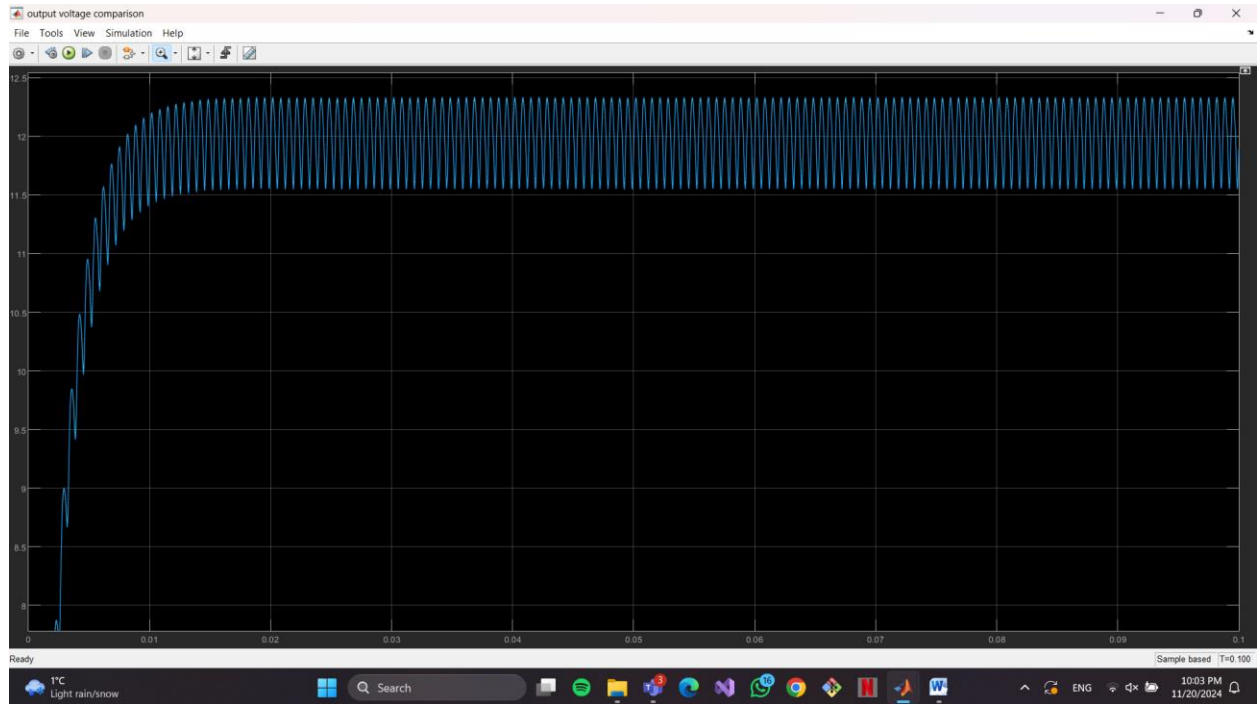 output voltage comparison
File Tools View Simulation Help
12.5
12
11.5
11
10.5
10
9.5
9
8.5
8
0 0.01 0.02 0.03 0.04 0.05 0.06 0.07 0.08 0.09 0.1
Ready Sample based T=0.100
1°C
Light rain/snow
Search
3
16
ENG
10:03 PM
11/20/2024